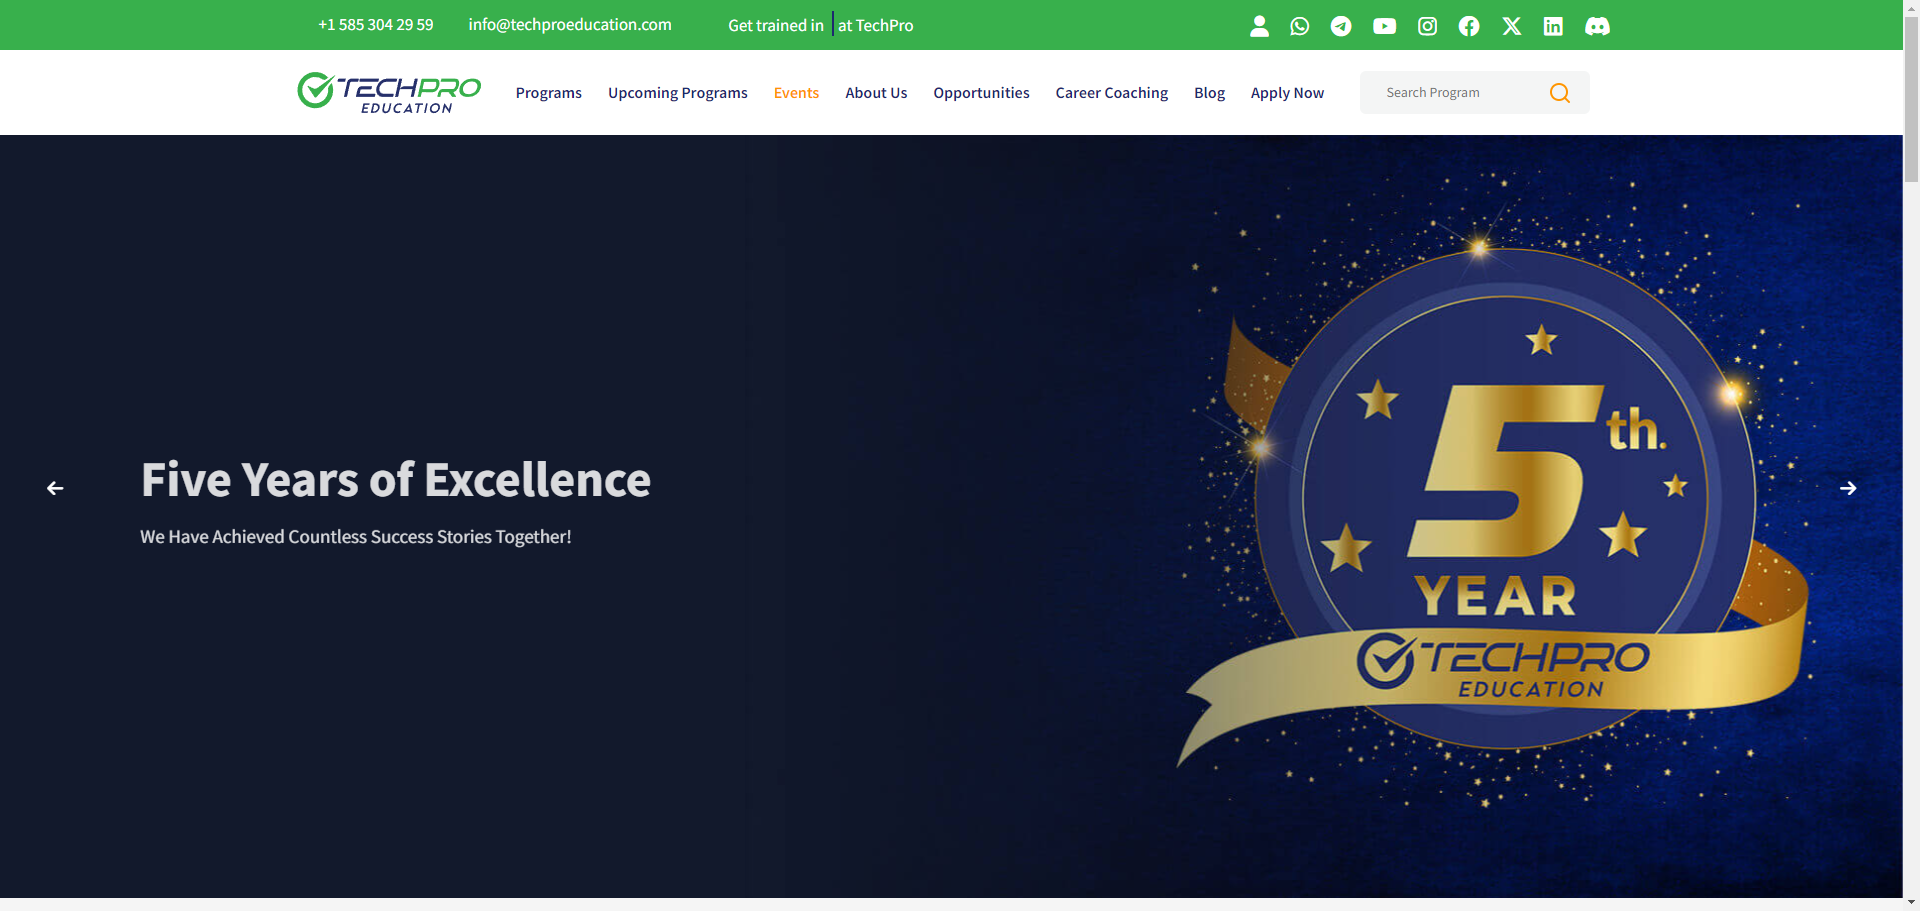 +1 585 304 29 59 info@techproeducation.com Get trained in at TechPro
TECHPRO EDUCATION
Programs Upcoming Programs Events About Us Opportunities Career Coaching Blog Apply Now Search Program
Five Years of Excellence
We Have Achieved Countless Success Stories Together!
5th.
YEAR
TECHPRO
EDUCATION